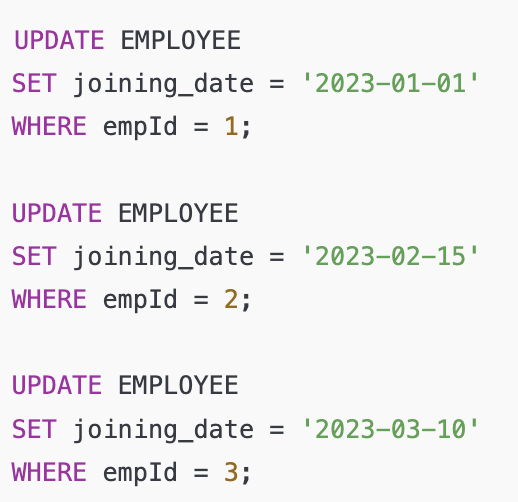 UPDATE EMPLOYEE
SET joining_date = '2023-01-01'
WHERE empId = 1;
UPDATE EMPLOYEE
SET joining_date = '2023-02-15'
WHERE empId = 2;
UPDATE EMPLOYEE
SET joining_date = '2023-03-10'
WHERE empId = 3;